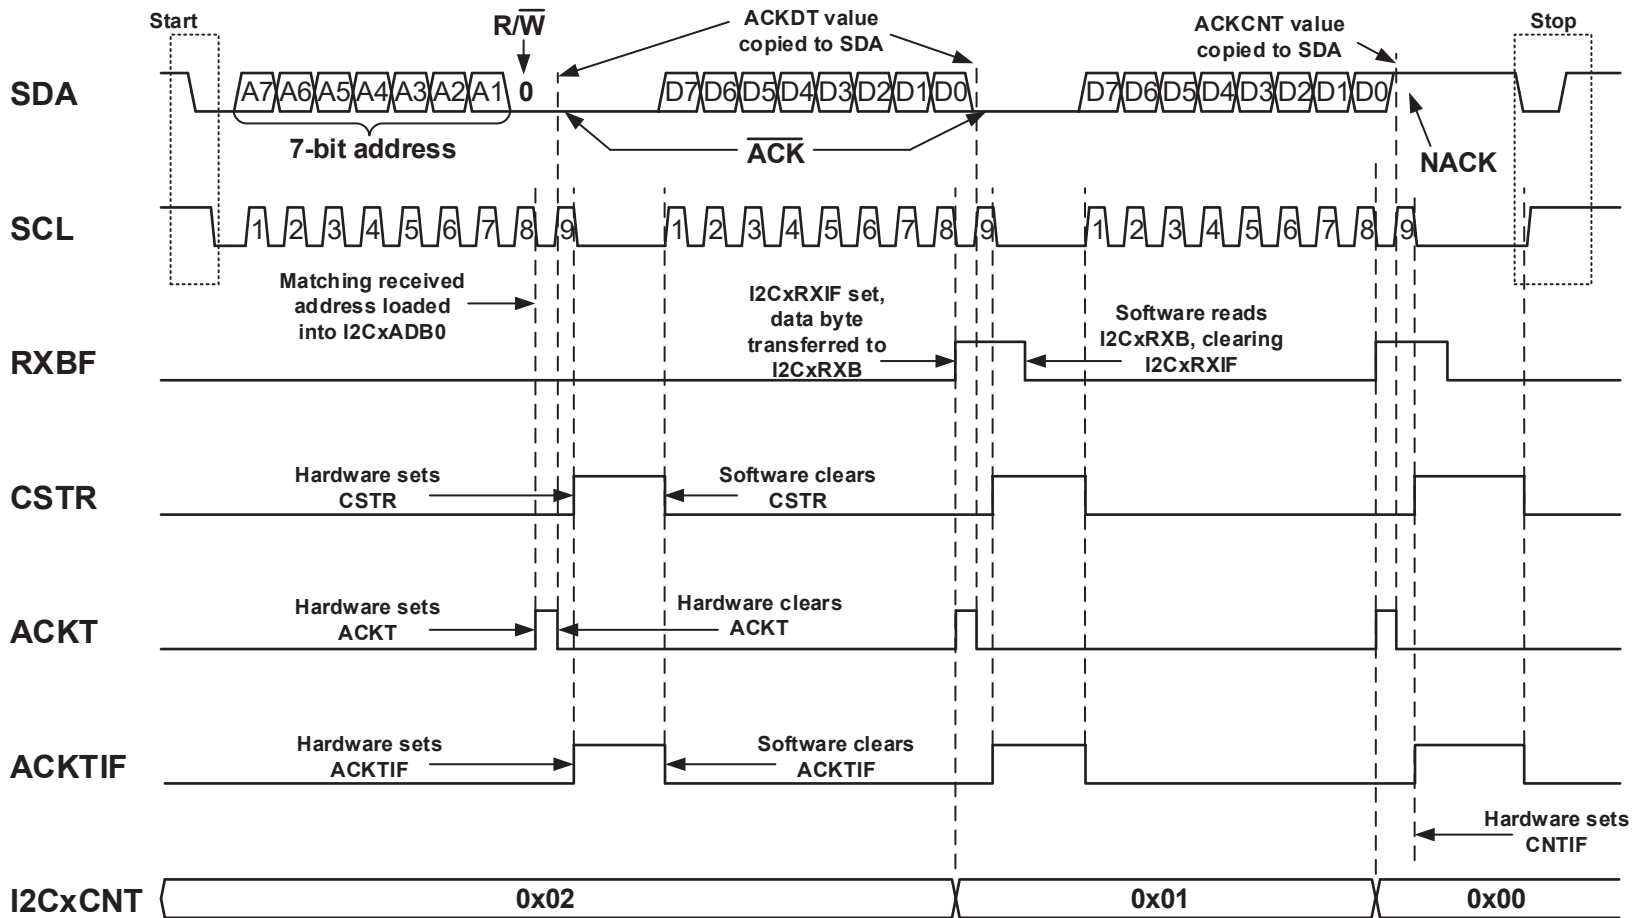 Start
R/W
ACKDT value
copied to SDA
ACKCNT value
copied to SDA
Stop
SDA
A7 A6 A5 A4 A3 A2 A1 0
D7 D6 D5 D4 D3 D2 D1 D0
D7 D6 D5 D4 D3 D2 D1 D0
7-bit address
ACK
NACK
SCL
1 2 3 4 5 6 7 8 9
1 2 3 4 5 6 7 8 9
1 2 3 4 5 6 7 8 9
Matching received
address loaded
into I2CxADB0
I2CxRXIF set,
data byte
transferred to
I2CxRXB
Software reads
I2CxRXB, clearing
I2CxRXIF
RXBF
CSTR
Hardware sets
CSTR
Software clears
CSTR
ACKT
Hardware sets
ACKT
Hardware clears
ACKT
ACKTIF
Hardware sets
ACKTIF
Software clears
ACKTIF
Hardware sets
CNTIF
I2CxCNT
0x02
0x01
0x00